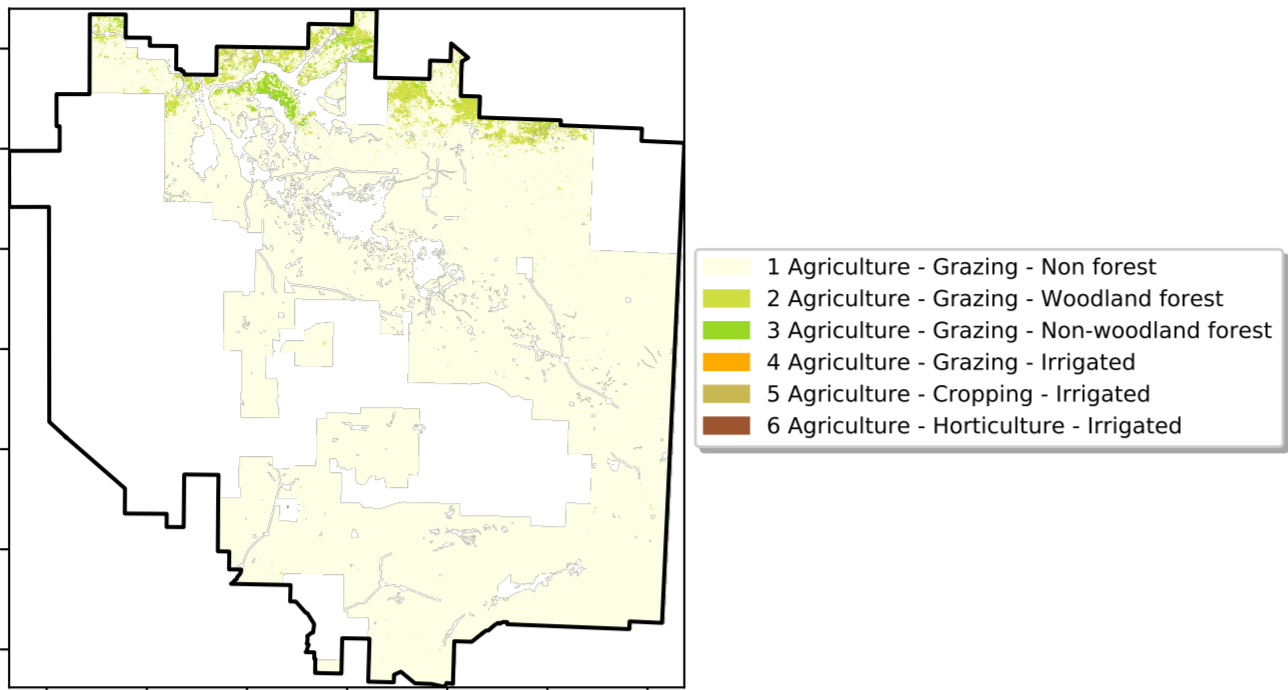 1 Agriculture - Grazing - Non forest
2 Agriculture - Grazing - Woodland forest
3 Agriculture - Grazing - Non-woodland forest
4 Agriculture - Grazing - Irrigated
5 Agriculture - Cropping - Irrigated
6 Agriculture - Horticulture - Irrigated